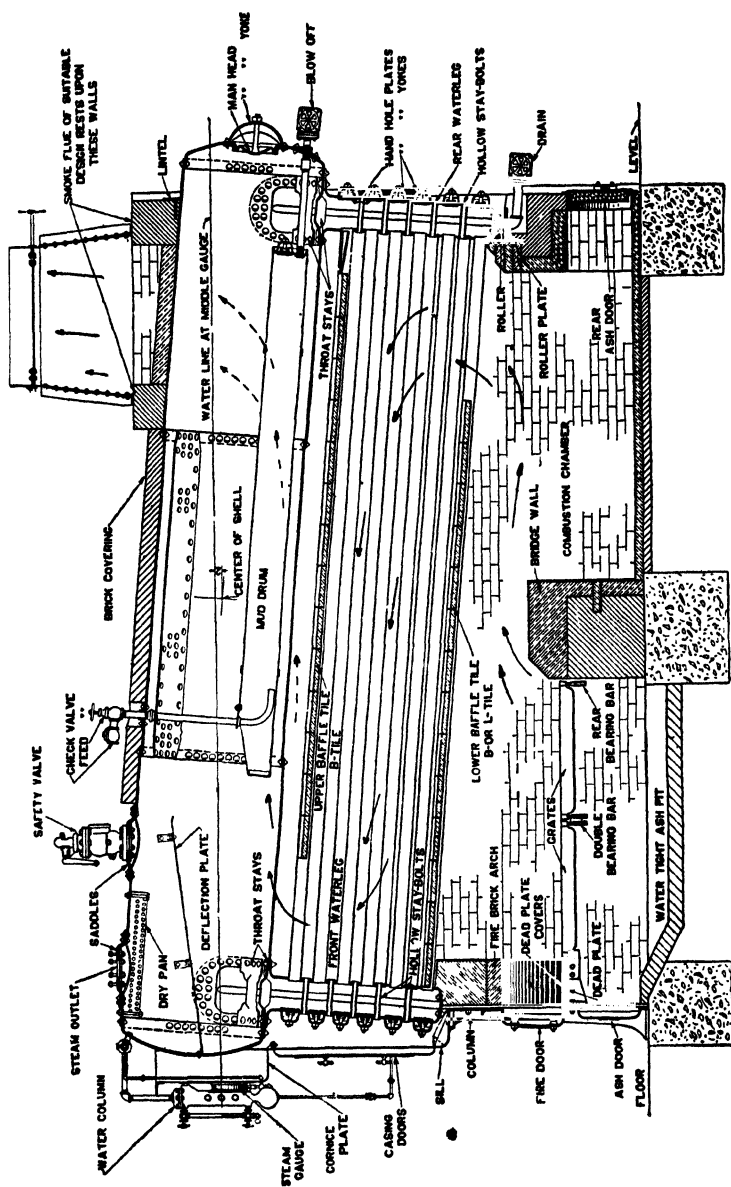 SMOKE FLUE OF SUITABLE
DESIGN RESTS UPON
THESE WALLS
LINTEL
MAN HEAD
" " YOKE
BLOW OFF
HAND HOLE PLATES
" " " YOKES
REAR WATERLEG
HOLLOW STAY-BOLTS
DRAIN
LEVEL
BRICK COVERING
WATER LINE AT MIDDLE GAUGE
CENTER OF SHELL
MUD DRUM
THROAT STAYS
ROLLER
ROLLER PLATE
REAR
ASH DOOR
CHECK VALVE
FEED "
UPPER BAFFLE TILE
B-TILE
LOWER BAFFLE TILE
B-OR L-TILE
BRIDGE WALL
COMBUSTION CHAMBER
SAFETY VALVE
SADDLES
STEAM OUTLET
DRY PAN
DEFLECTION PLATE
THROAT STAYS
FRONT WATERLEG
HOLLOW STAY-BOLTS
FIRE BRICK ARCH
DEAD PLATE
COVERS
DEAD PLATE
GRATES
DOUBLE
BEARING BAR
REAR
BEARING BAR
WATER TIGHT ASH PIT
WATER COLUMN
STEAM
GAUGE
CORNICE
PLATE
CASING
DOORS
SILL
COLUMN
FIRE DOOR
ASH DOOR
FLOOR